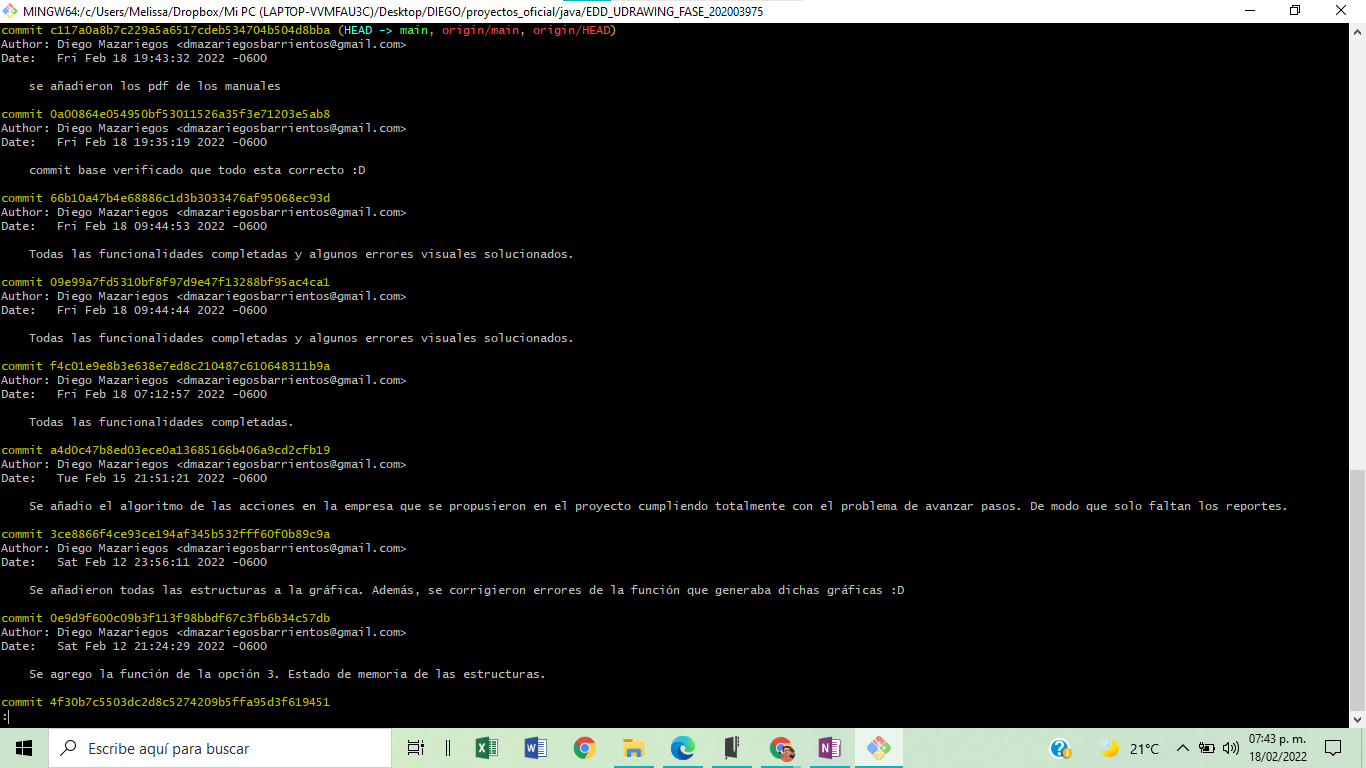 MINGW64:/c/Users/Melissa/Dropbox/Mi PC (LAPTOP-VVMFAU3C)/Desktop/DIEGO/proyectos_oficial/java/EDD_UDRAWING_FASE_202003975
commit c117a0a8b7c229a5a6517cdeb534704b504d8bba (HEAD -> main, origin/main, origin/HEAD)
Author: Diego Mazariegos <dmazariegosbarrientos@gmail.com>
Date:   Fri Feb 18 19:43:32 2022 -0600
se añadieron los pdf de los manuales
commit 0a00864e054950bf53011526a35f3e71203e5ab8
Author: Diego Mazariegos <dmazariegosbarrientos@gmail.com>
Date:   Fri Feb 18 19:35:19 2022 -0600
commit base verificado que todo esta correcto :D
commit 66b10a47b4e68886c1d3b3033476af95068ec93d
Author: Diego Mazariegos <dmazariegosbarrientos@gmail.com>
Date:   Fri Feb 18 09:44:53 2022 -0600
Todas las funcionalidades completadas y algunos errores visuales solucionados.
commit 09e99a7fd5310bf8f97d9e47f13288bf95ac4ca1
Author: Diego Mazariegos <dmazariegosbarrientos@gmail.com>
Date:   Fri Feb 18 09:44:44 2022 -0600
Todas las funcionalidades completadas y algunos errores visuales solucionados.
commit f4c01e9e8b3e638e7ed8c210487c610648311b9a
Author: Diego Mazariegos <dmazariegosbarrientos@gmail.com>
Date:   Fri Feb 18 07:12:57 2022 -0600
Todas las funcionalidades completadas.
commit a4d0c47b8ed03ece0a13685166b406a9cd2cfb19
Author: Diego Mazariegos <dmazariegosbarrientos@gmail.com>
Date:   Tue Feb 15 21:51:21 2022 -0600
Se añadio el algoritmo de las acciones en la empresa que se propusieron en el proyecto cumpliendo totalmente con el problema de avanzar pasos. De modo que solo faltan los reportes.
commit 3ce8866f4ce93ce194af345b532fff60f0b89c9a
Author: Diego Mazariegos <dmazariegosbarrientos@gmail.com>
Date:   Sat Feb 12 23:56:11 2022 -0600
Se añadieron todas las estructuras a la gráfica. Además, se corrigieron errores de la función que generaba dichas gráficas :D
commit 0e9d9f600c09b3f113f98bbdf67c3fb6b34c57db
Author: Diego Mazariegos <dmazariegosbarrientos@gmail.com>
Date:   Sat Feb 12 21:24:29 2022 -0600
Se agrego la función de la opción 3. Estado de memoria de las estructuras.
commit 4f30b7c5503dc2d8c5274209b5ffa95d3f619451
:
Escribe aquí para buscar
21°C
07:43 p. m.
18/02/2022